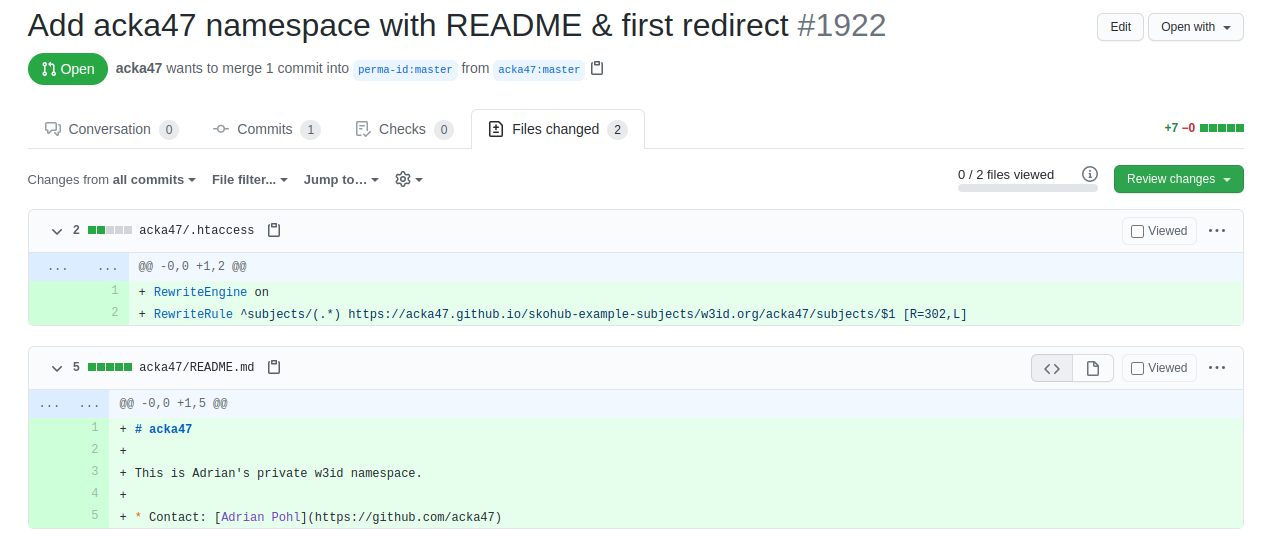 Add acka47 namespace with README & first redirect #1922
Edit
Open with
Open
acka47 wants to merge 1 commit into perma-id:master from acka47:master
Conversation 0
Commits 1
Checks 0
Files changed 2
+7 −0
Changes from all commits
File filter...
Jump to...
0 / 2 files viewed
Review changes
2 acka47/.htaccess
Viewed
... ... @@ -0,0 +1,2 @@
1 + RewriteEngine on
2 + RewriteRule ^subjects/(.*) https://acka47.github.io/skohub-example-subjects/w3id.org/acka47/subjects/$1 [R=302,L]
5 acka47/README.md
Viewed
... ... @@ -0,0 +1,5 @@
1 + # acka47
2 +
3 + This is Adrian's private w3id namespace.
4 +
5 + * Contact: [Adrian Pohl](https://github.com/acka47)